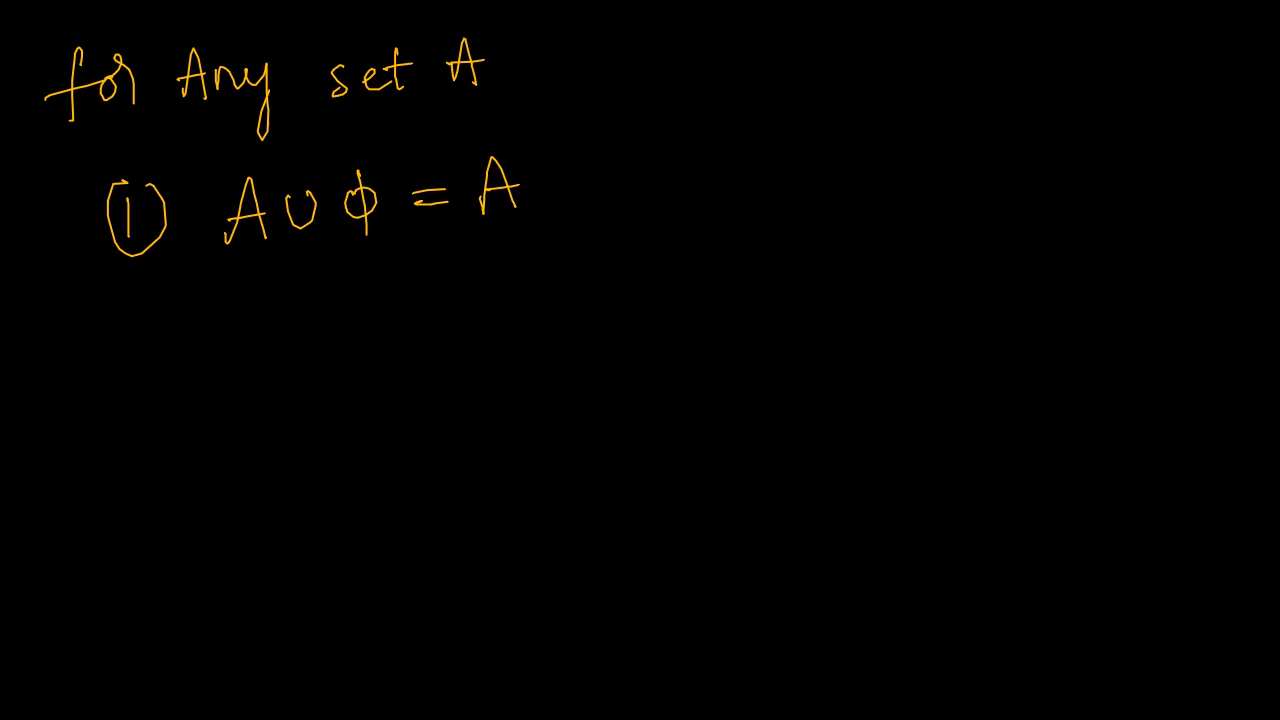 for Any set A
① A ∪ ϕ = A